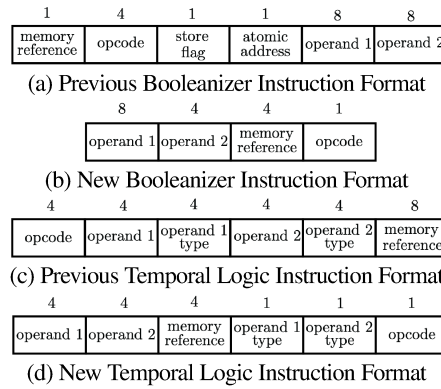 1 4 1 1 8 8
memory reference opcode store flag atomic address operand 1 operand 2
(a) Previous Booleanizer Instruction Format
8 4 4 1
operand 1 operand 2 memory reference opcode
(b) New Booleanizer Instruction Format
4 4 4 4 4 8
opcode operand 1 operand 1 type operand 2 operand 2 type memory reference
(c) Previous Temporal Logic Instruction Format
4 4 4 1 1 1
operand 1 operand 2 memory reference operand 1 type operand 2 type opcode
(d) New Temporal Logic Instruction Format